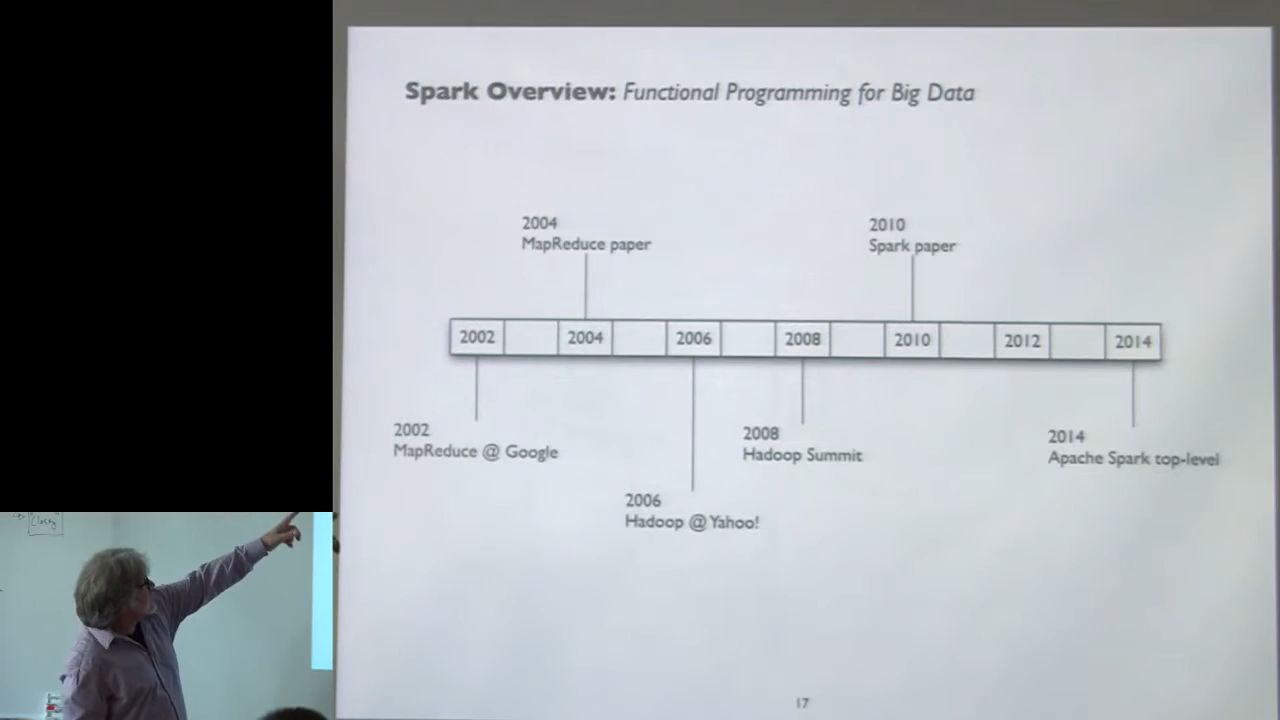 Spark Overview: Functional Programming for Big Data
2004
MapReduce paper
2010
Spark paper
2002 2004 2006 2008 2010 2012 2014
2002
MapReduce @ Google
2008
Hadoop Summit
2014
Apache Spark top-level
2006
Hadoop @ Yahoo!
17